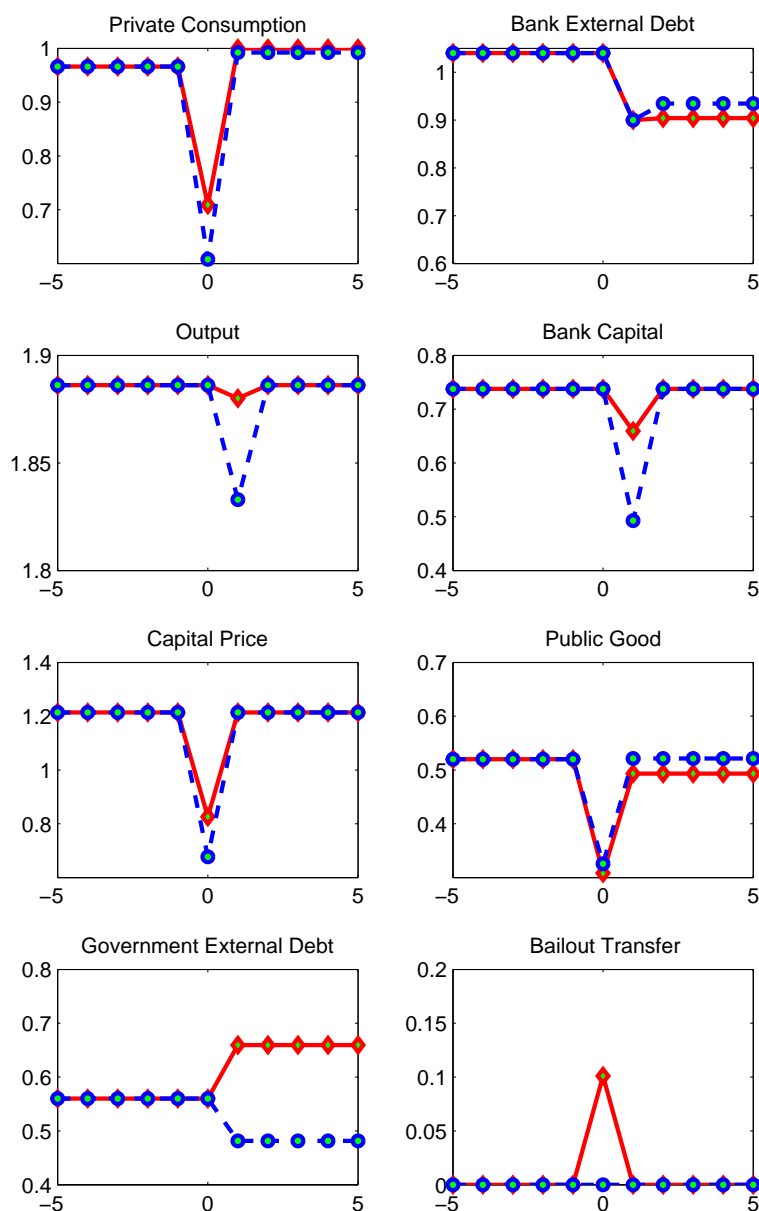 Private Consumption
1
0.9
0.8
0.7
−5 0 5
Bank External Debt
1
0.9
0.8
0.7
0.6
−5 0 5
Output
1.9
1.85
1.8
−5 0 5
Bank Capital
0.8
0.7
0.6
0.5
0.4
−5 0 5
Capital Price
1.4
1.2
1
0.8
−5 0 5
Public Good
0.7
0.6
0.5
0.4
−5 0 5
Government External Debt
0.8
0.7
0.6
0.5
0.4
−5 0 5
Bailout Transfer
0.2
0.15
0.1
0.05
0
−5 0 5